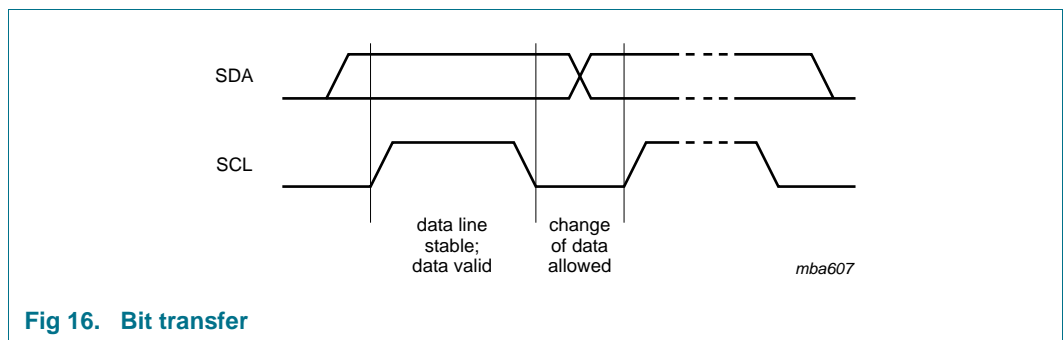 SDA
SCL
data line
stable;
data valid
change
of data
allowed
mba607
Fig 16. Bit transfer